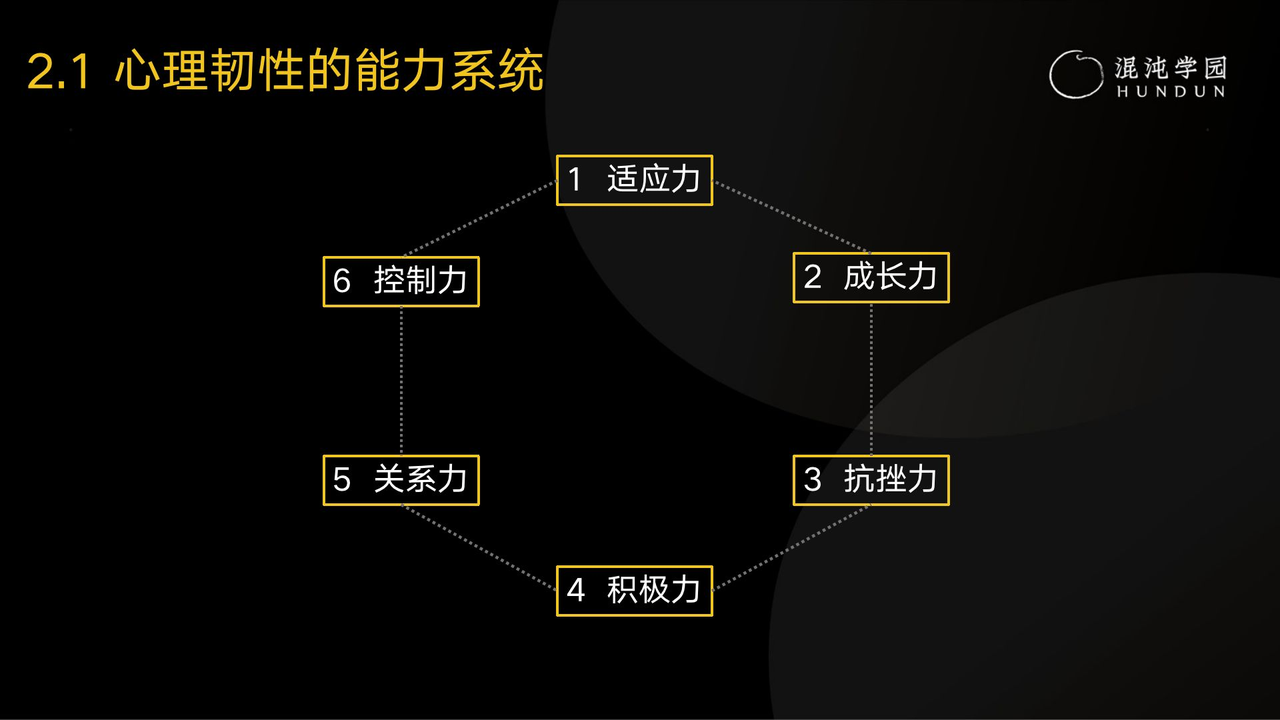 2.1 心理韧性的能力系统
混沌学园
HUNDUN
1 适应力
2 成长力
3 抗挫力
4 积极力
5 关系力
6 控制力